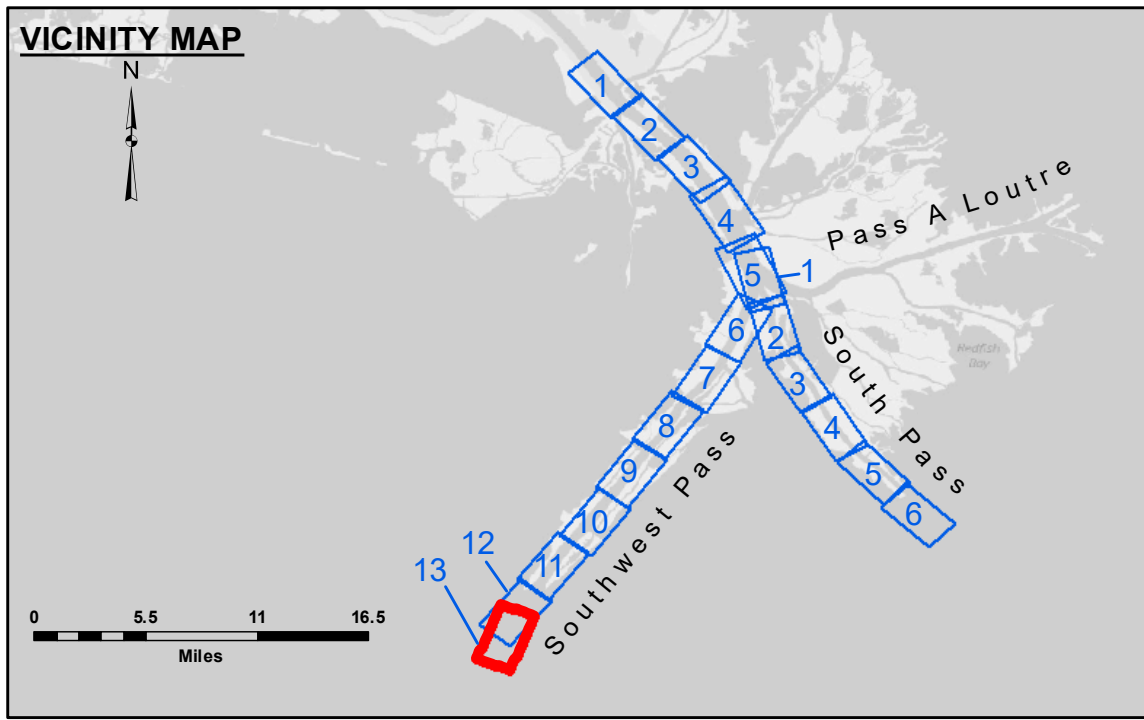 VICINITY MAP
N
1
2
3
4
5
1
Pass A Loutre
6
2
Redfish
Bay
7
3
South Pass
8
4
9
5
10
6
11
12
13
Southwest Pass
0 5.5 11 16.5
Miles